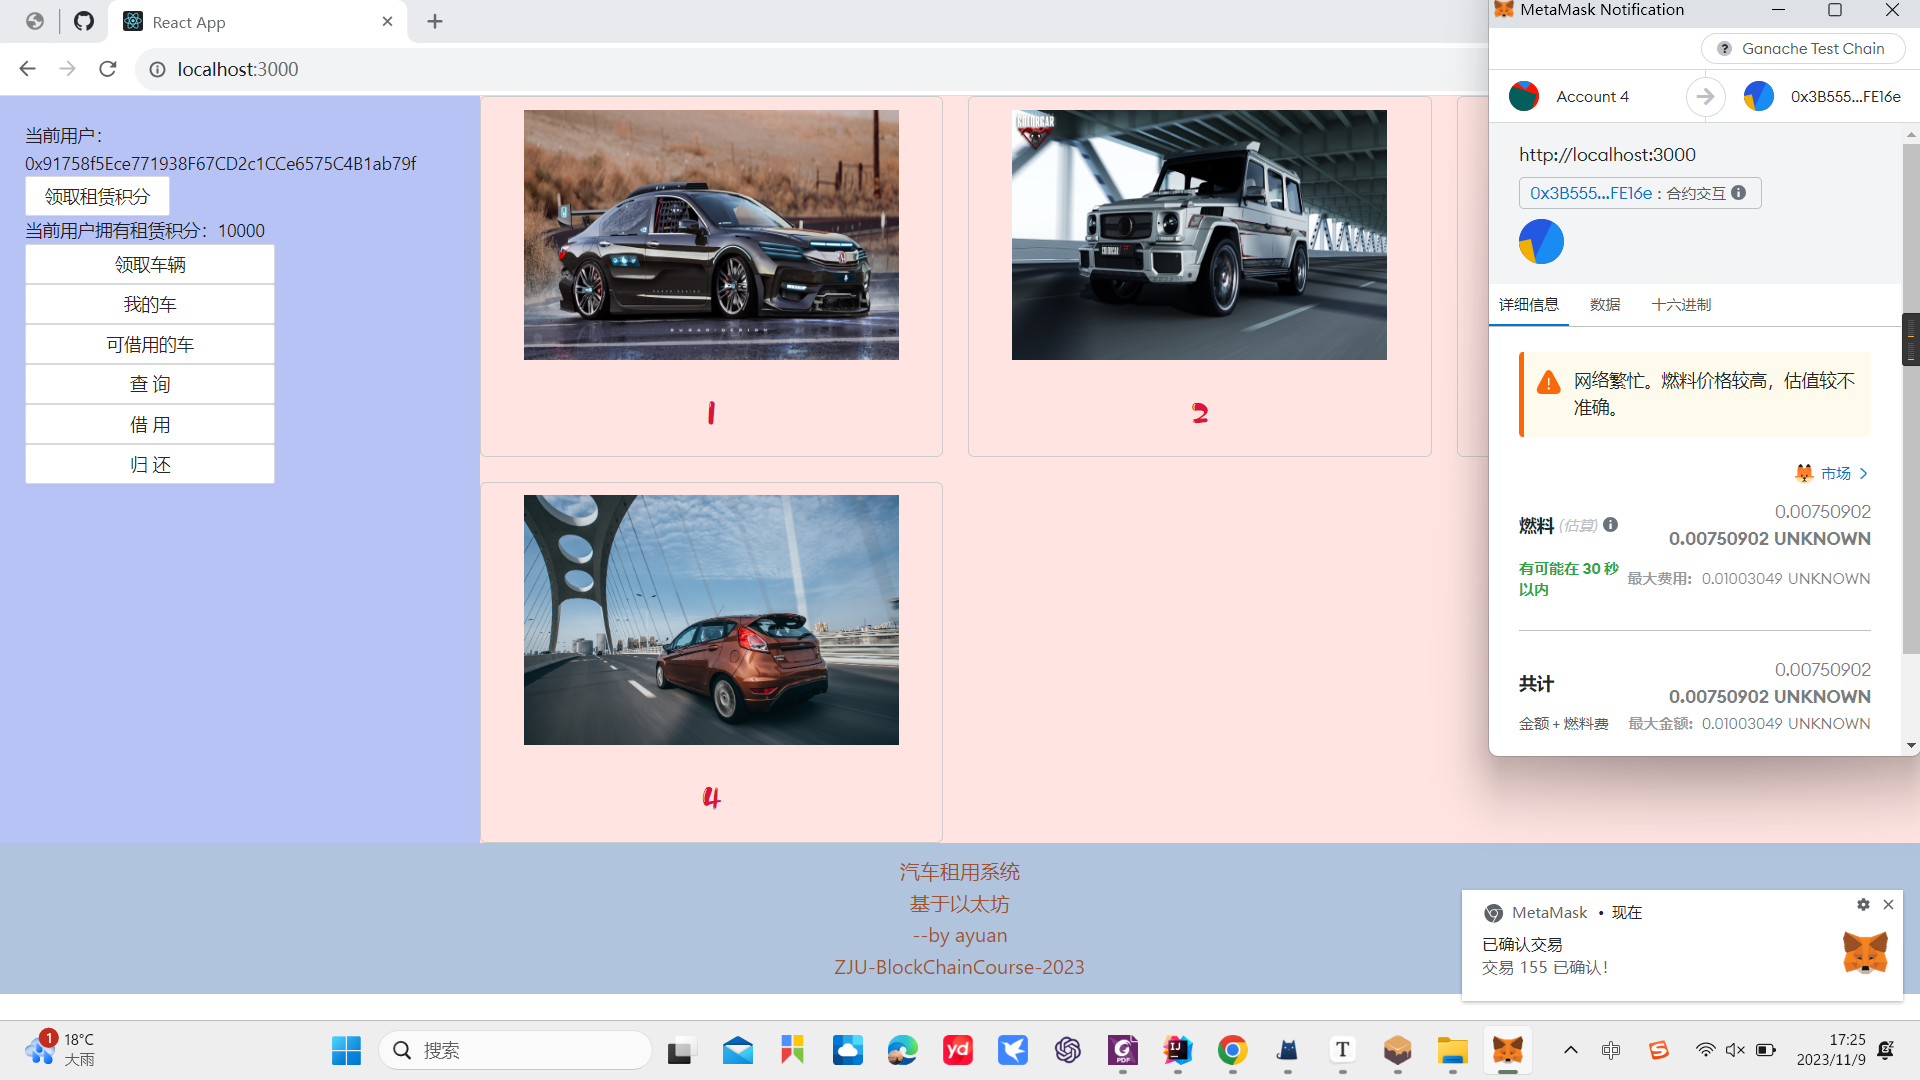 React App
localhost:3000
当前用户：
0x91758f5Ece771938F67CD2c1CCe6575C4B1ab79f
领取租赁积分
当前用户拥有租赁积分：10000
领取车辆
我的车
可借用的车
查 询
借 用
归 还
COLORCAR
COLORCAR
1
2
4
汽车租用系统
基于以太坊
--by ayuan
ZJU-BlockChainCourse-2023
MetaMask Notification
Ganache Test Chain
Account 4
0x3B555...FE16e
http://localhost:3000
0x3B555...FE16e : 合约交互
详细信息
数据
十六进制
网络繁忙。燃料价格较高，估值较不
准确。
市场
0.00750902
燃料 (估算)
0.00750902 UNKNOWN
有可能在 30 秒
以内
最大费用: 0.01003049 UNKNOWN
0.00750902
共计
0.00750902 UNKNOWN
金额 + 燃料费
最大金额: 0.01003049 UNKNOWN
MetaMask • 现在
已确认交易
交易 155 已确认！
1
18°C
大雨
搜索
yd
PDF
IJ
T
中
17:25
2023/11/9